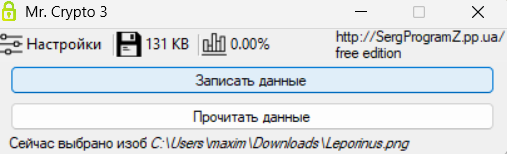 Mr. Crypto 3
Настройки 131 KB 0.00% http://SergProgramZ.pp.ua/
free edition
Записать данные
Прочитать данные
Сейчас выбрано изоб C:\Users\maxim\Downloads\Leporinus.png